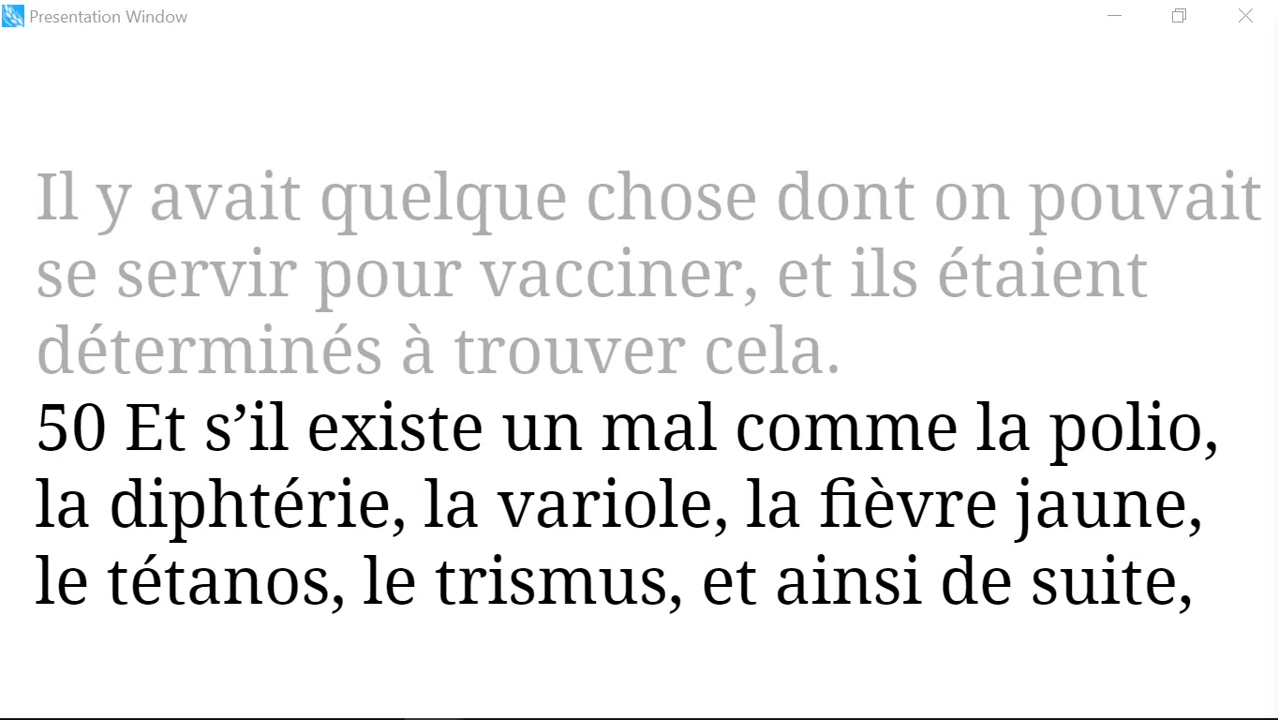 Presentation Window
Il y avait quelque chose dont on pouvait
se servir pour vacciner, et ils étaient
déterminés à trouver cela.
50 Et s’il existe un mal comme la polio,
la diphtérie, la variole, la fièvre jaune,
le tétanos, le trismus, et ainsi de suite,